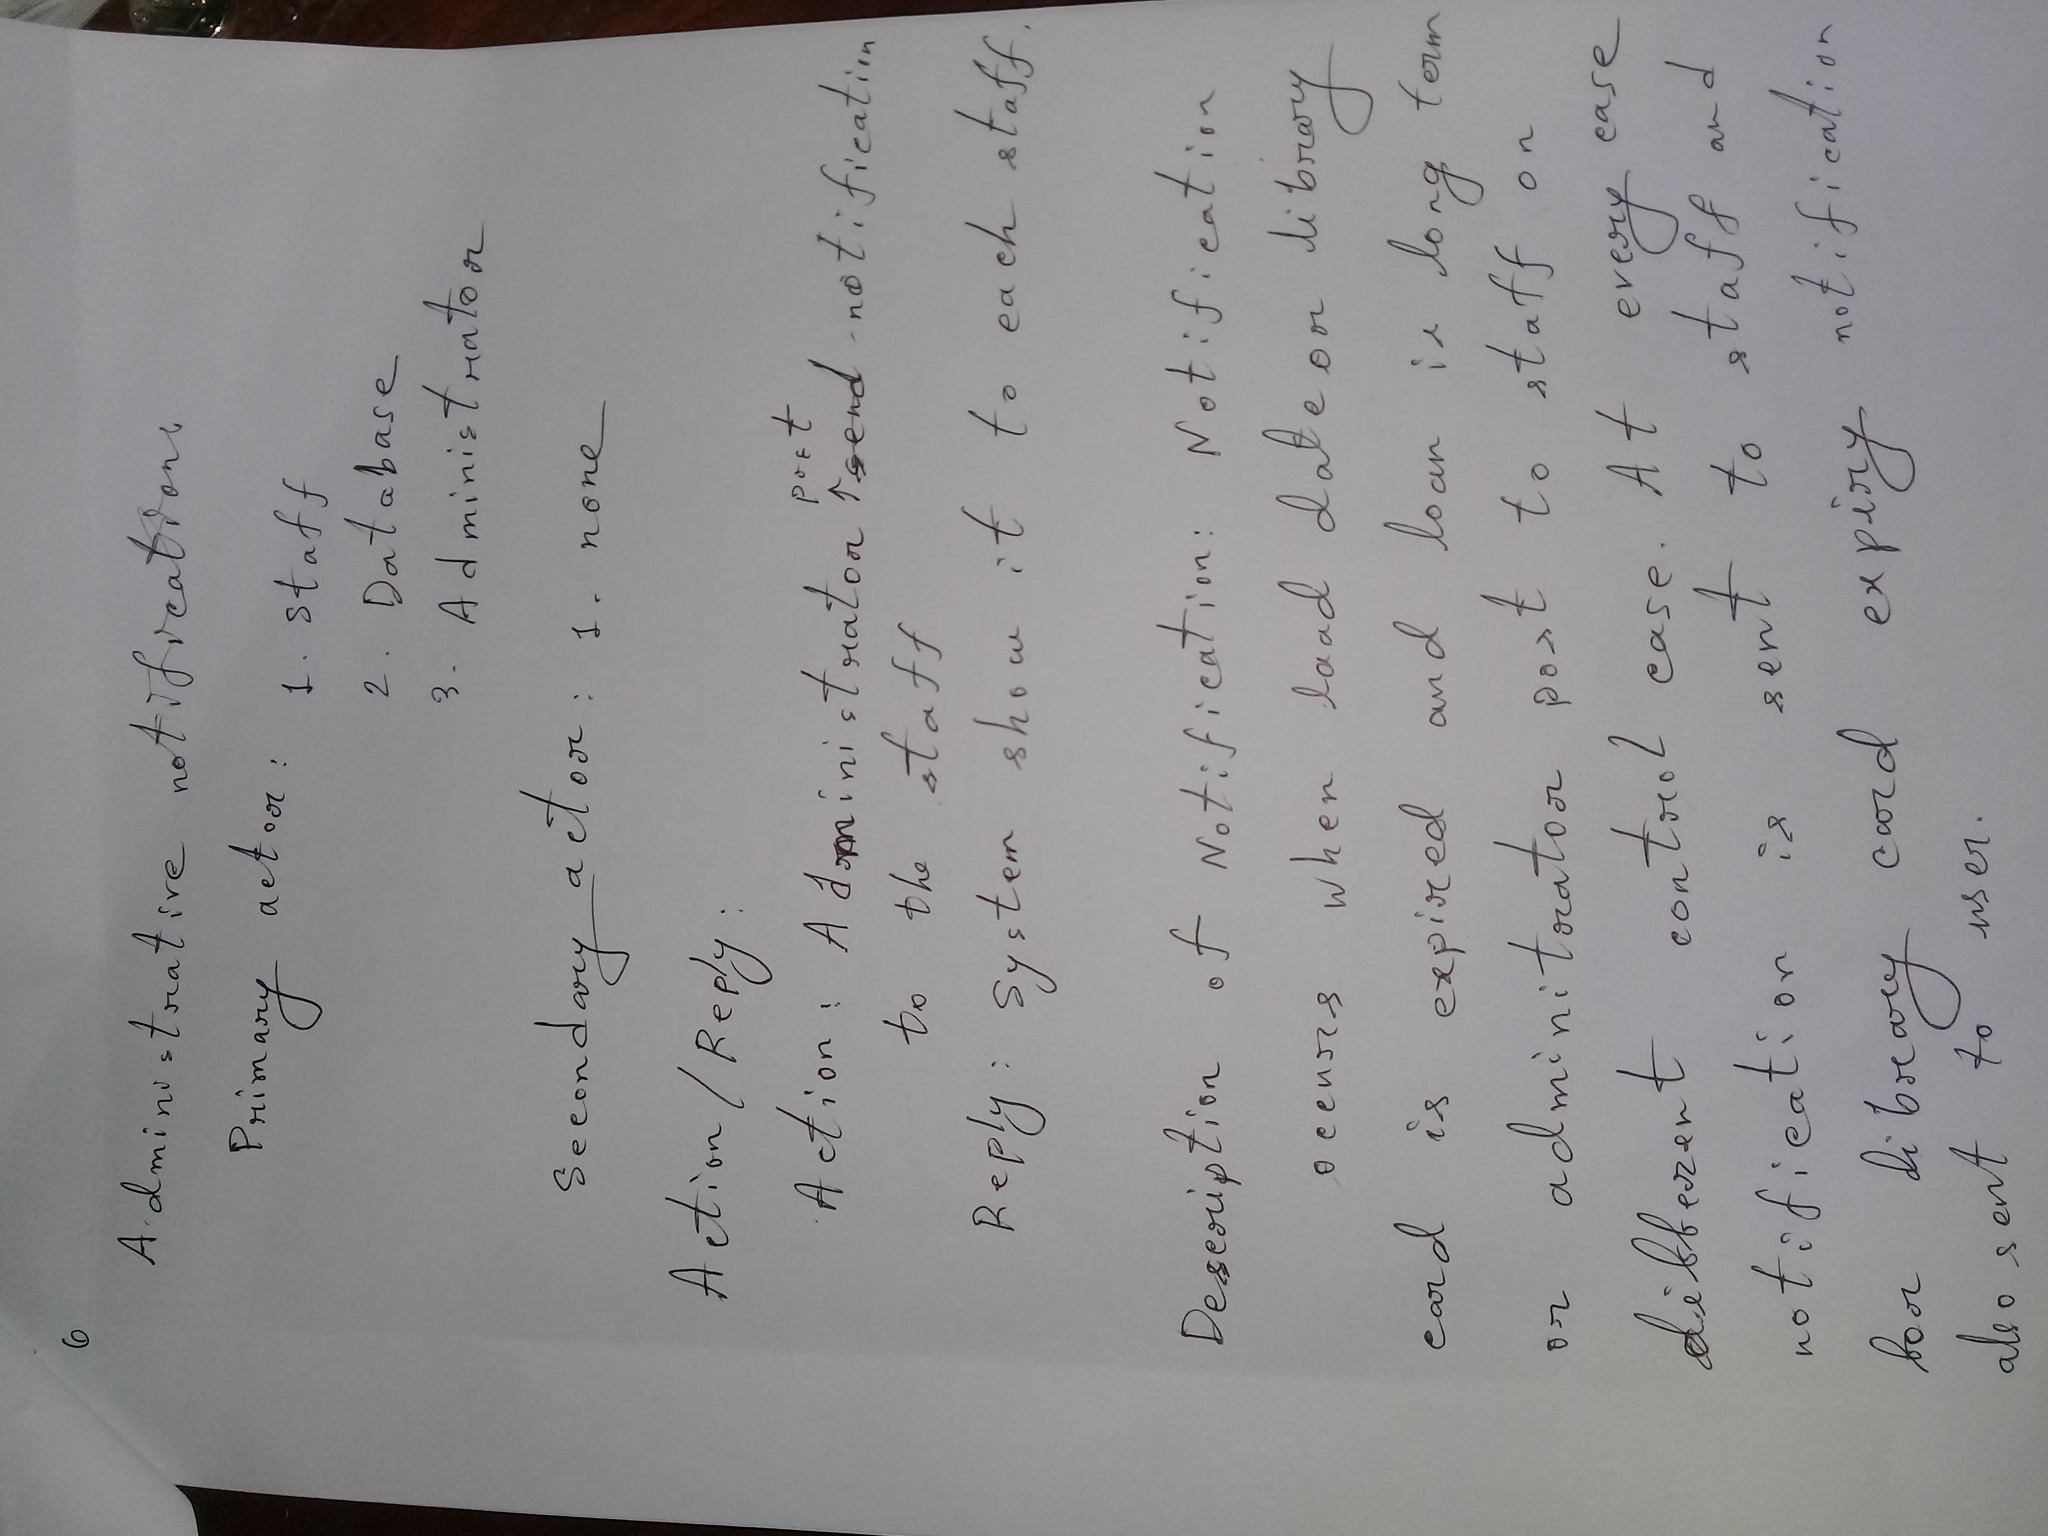 6
Administrative notifications
Primary actor:
1. Staff
2. Database
3. Administrator
Secondary actor: 1. none
Action/Reply:
Action: Administrator post notification
to the staff
Reply: System show it to each staff.
Description of Notification: Notification
occurs when laad date or library
card is expired and loan is long term
or adminitrator post to staff on
different control case. At every case
notification is sent to staff and
for library card expiry notification
also sent to user.